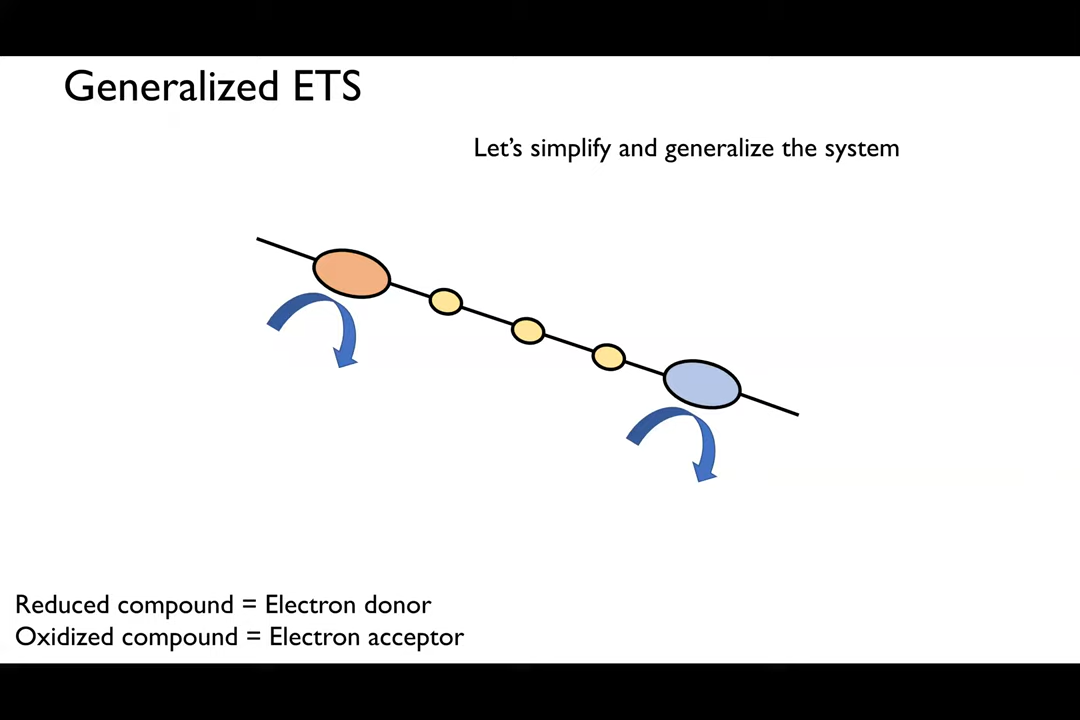 Generalized ETS
Let’s simplify and generalize the system
Reduced compound = Electron donor
Oxidized compound = Electron acceptor